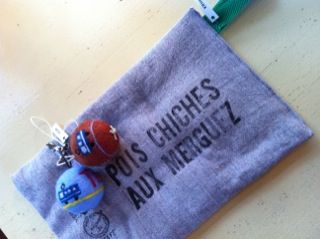 POIS CHICHES
AUX MERGUEZ